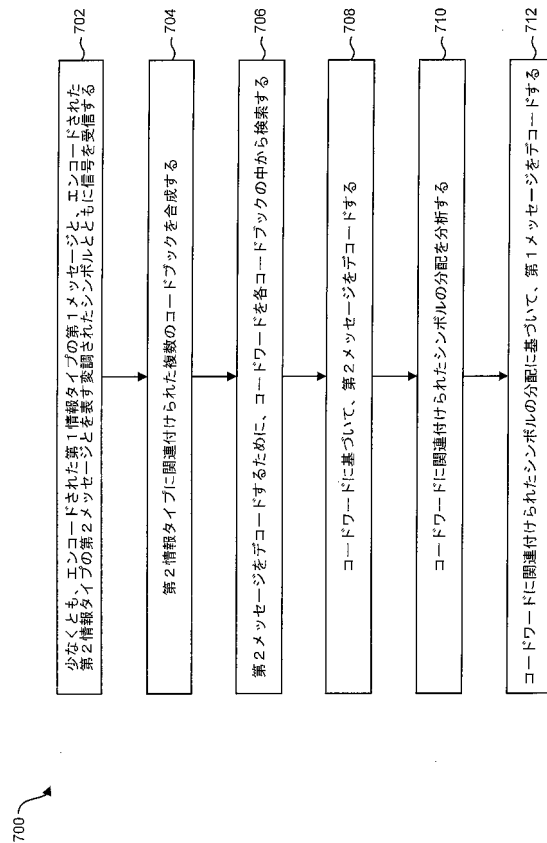 700
少なくとも、エンコードされた第1情報タイプの第1メッセージと、エンコードされた
第2情報タイプの第2メッセージとを表す変調されたシンボルとともに信号を受信する
702
第2情報タイプに関連付けられた複数のコードブックを合成する
704
第2メッセージをデコードするために、コードワードを各コードブックの中から検索する
706
コードワードに基づいて、第2メッセージをデコードする
708
コードワードに関連付けられたシンボルの分配を分析する
710
コードワードに関連付けられたシンボルの分配に基づいて、第1メッセージをデコードする
712